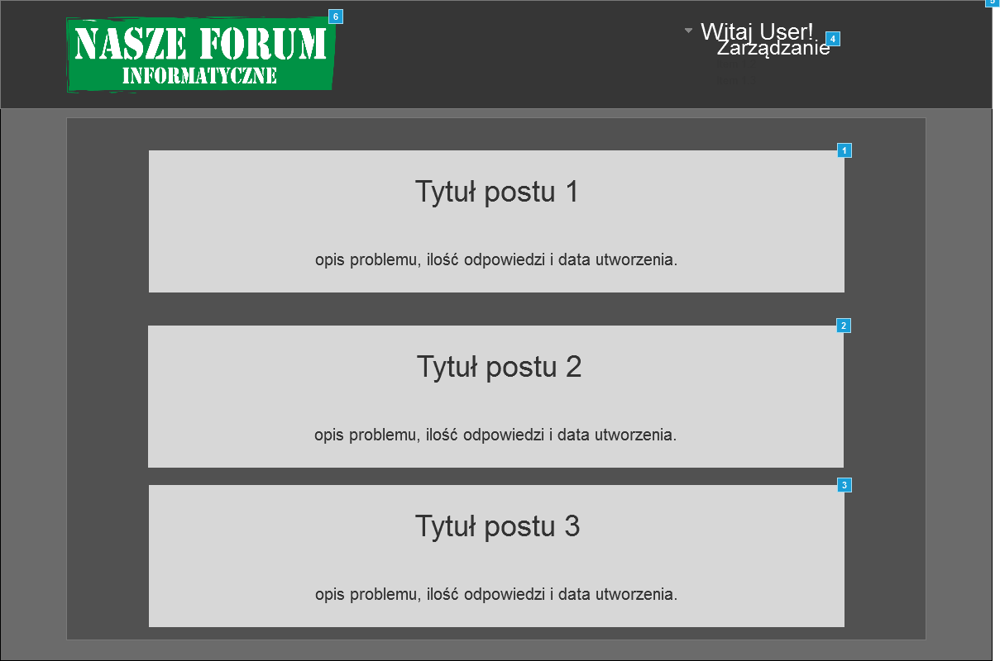 5
6
NASZE FORUM
INFORMATYCZNE
Witaj User!
4
Zarządzanie
1
Tytuł postu 1
opis problemu, ilość odpowiedzi i data utworzenia.
2
Tytuł postu 2
opis problemu, ilość odpowiedzi i data utworzenia.
3
Tytuł postu 3
opis problemu, ilość odpowiedzi i data utworzenia.